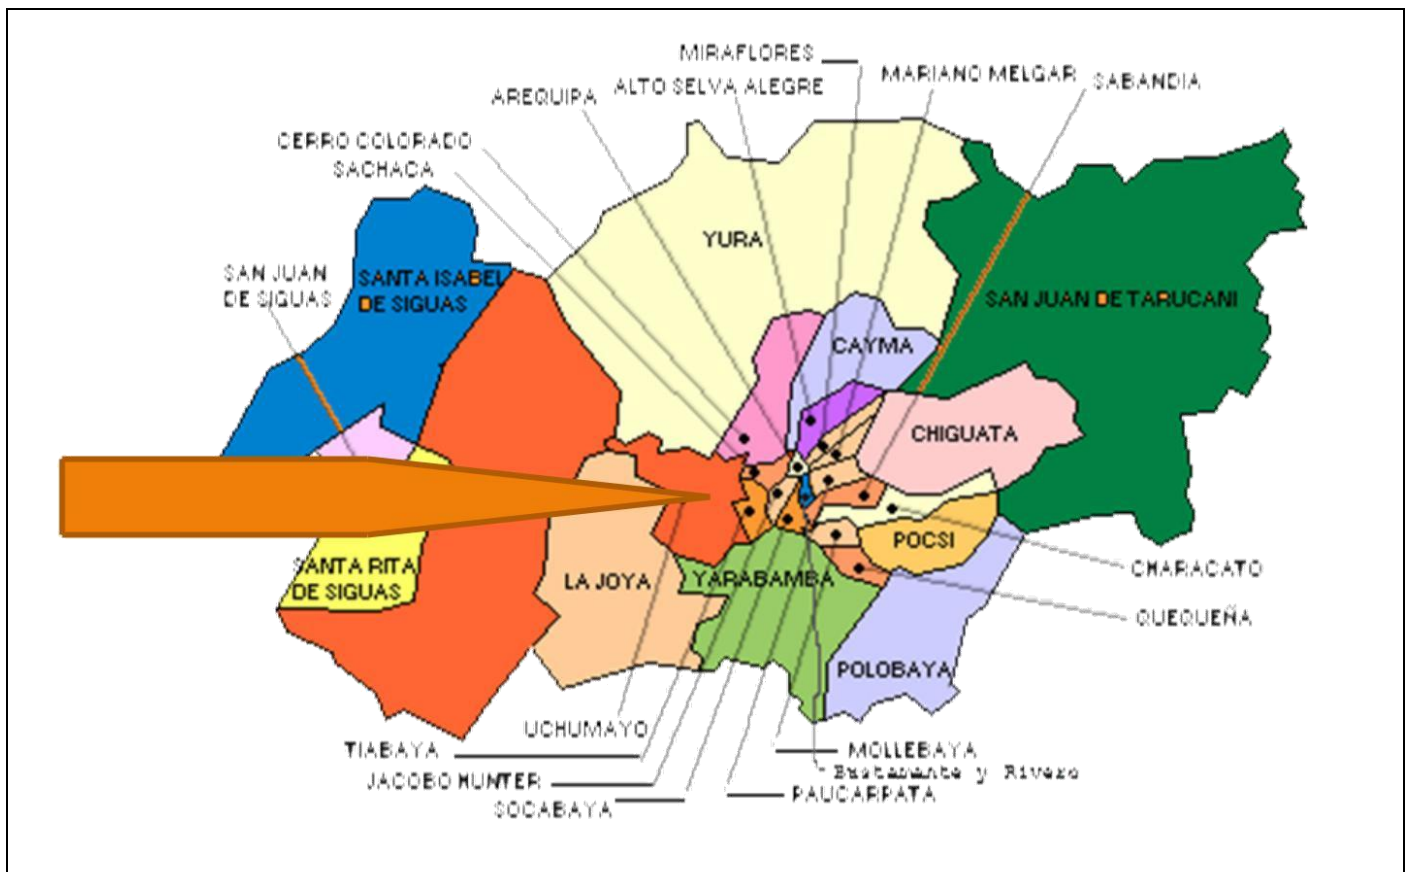 MIRAFLORES
MARIANO MELGAR
SABANDIA
ALTO SELVA ALEGRE
AREQUIPA
CERRO COLORADO
SACHACA
YURA
SAN JUAN
DE SIGUAS
SANTA ISABEL
DE SIGUAS
SAN JUAN DE TARUCANI
CAYMA
CHIGUATA
POCSI
SANTA RITA
DE SIGUAS
LA JOYA
YARABAMBA
CHARACATO
QUEQUEÑA
POLOBAYA
UCHUMAYO
TIABAYA
MOLLEBAYA
Bustamante y Rivero
JACOBO HUNTER
PAUCARPATA
SOCABAYA